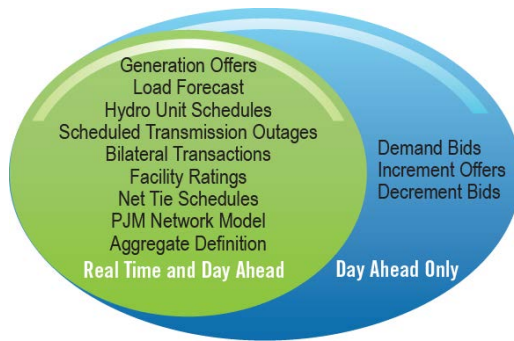 Generation Offers
Load Forecast
Hydro Unit Schedules
Scheduled Transmission Outages
Bilateral Transactions
Facility Ratings
Net Tie Schedules
PJM Network Model
Aggregate Definition
Real Time and Day Ahead
Demand Bids
Increment Offers
Decrement Bids
Day Ahead Only